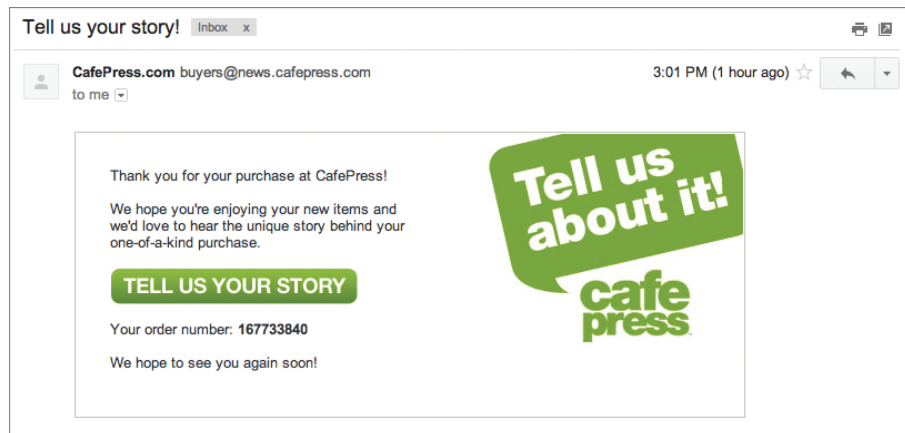 Tell us your story! Inbox x
CafePress.com buyers@news.cafepress.com 3:01 PM (1 hour ago)
to me
Thank you for your purchase at CafePress!
We hope you're enjoying your new items and
we'd love to hear the unique story behind your
one-of-a-kind purchase.
TELL US YOUR STORY
Your order number: 167733840
We hope to see you again soon!
Tell us
about it!
cafe
press